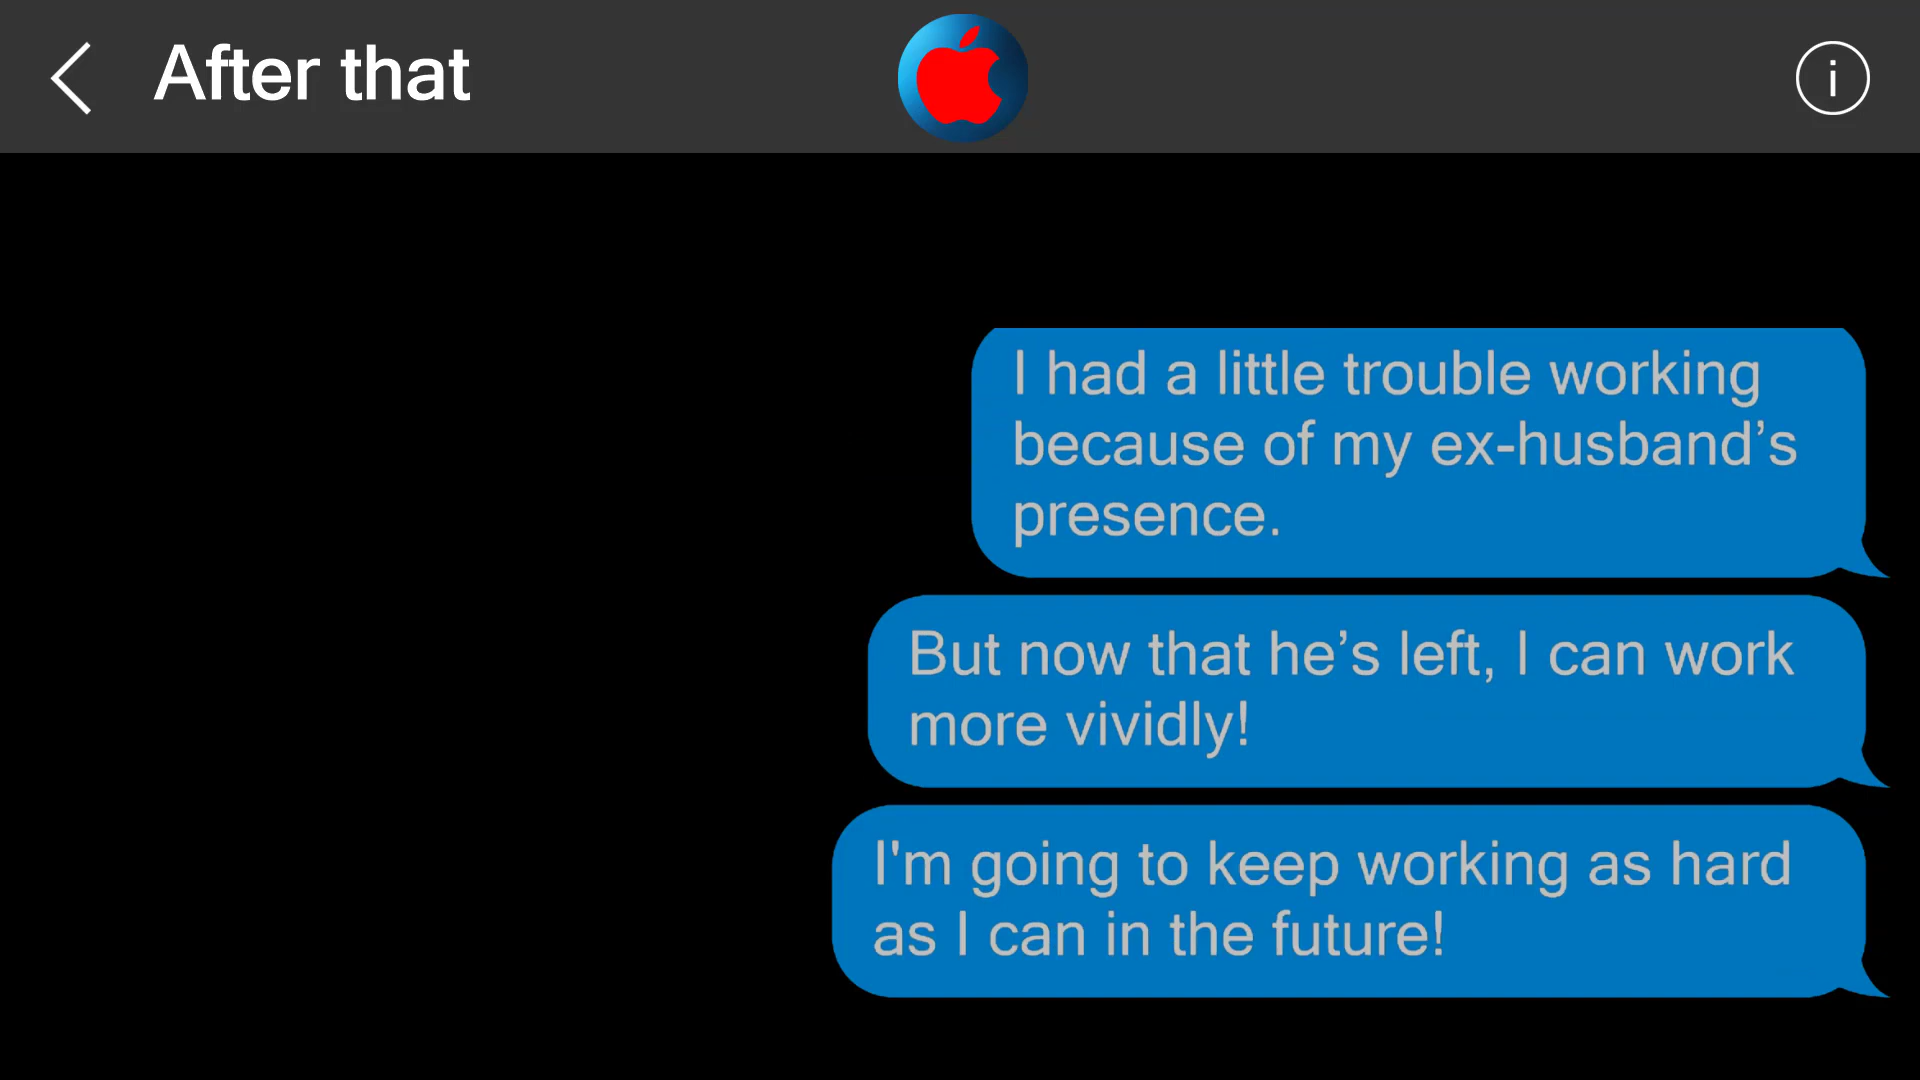 After that
i
I had a little trouble working
because of my ex-husband’s
presence.
But now that he’s left, I can work
more vividly!
I'm going to keep working as hard
as I can in the future!